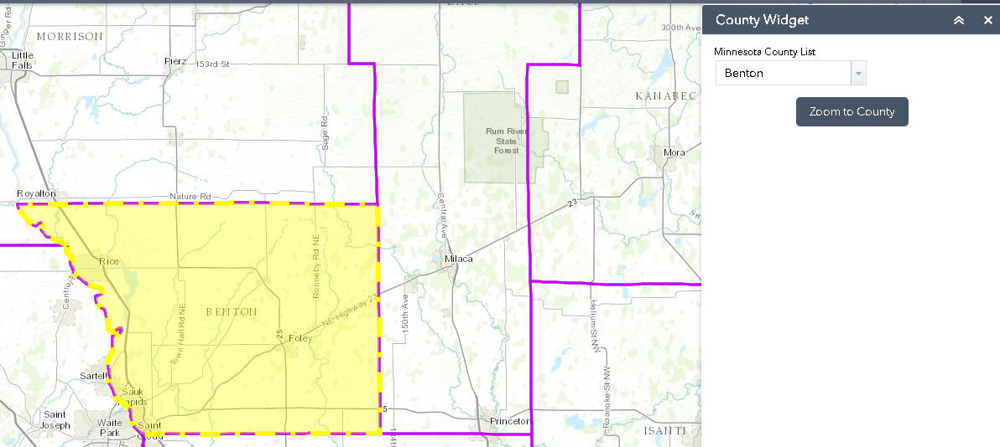 County Widget
Minnesota County List
Benton
Zoom to County
MORRISON
Little
Falls
Pierz
153rd St
Sage Rd
300th Ave
KANABEC
Rum River
State
Forest
Mora
Royalton
Nature Rd
Central Ave
23
Rice
Ronneby Rd NE
Milaca
BENTON
NE-Highway-23
150th Ave
Town Hall Rd NE
25
Foley
Helium St NW
Sartell
Sauk
Rapids
Roanoke St NW
Saint
Joseph
Waite
Park
Saint
Cloud
5
Princeton
ISANTI